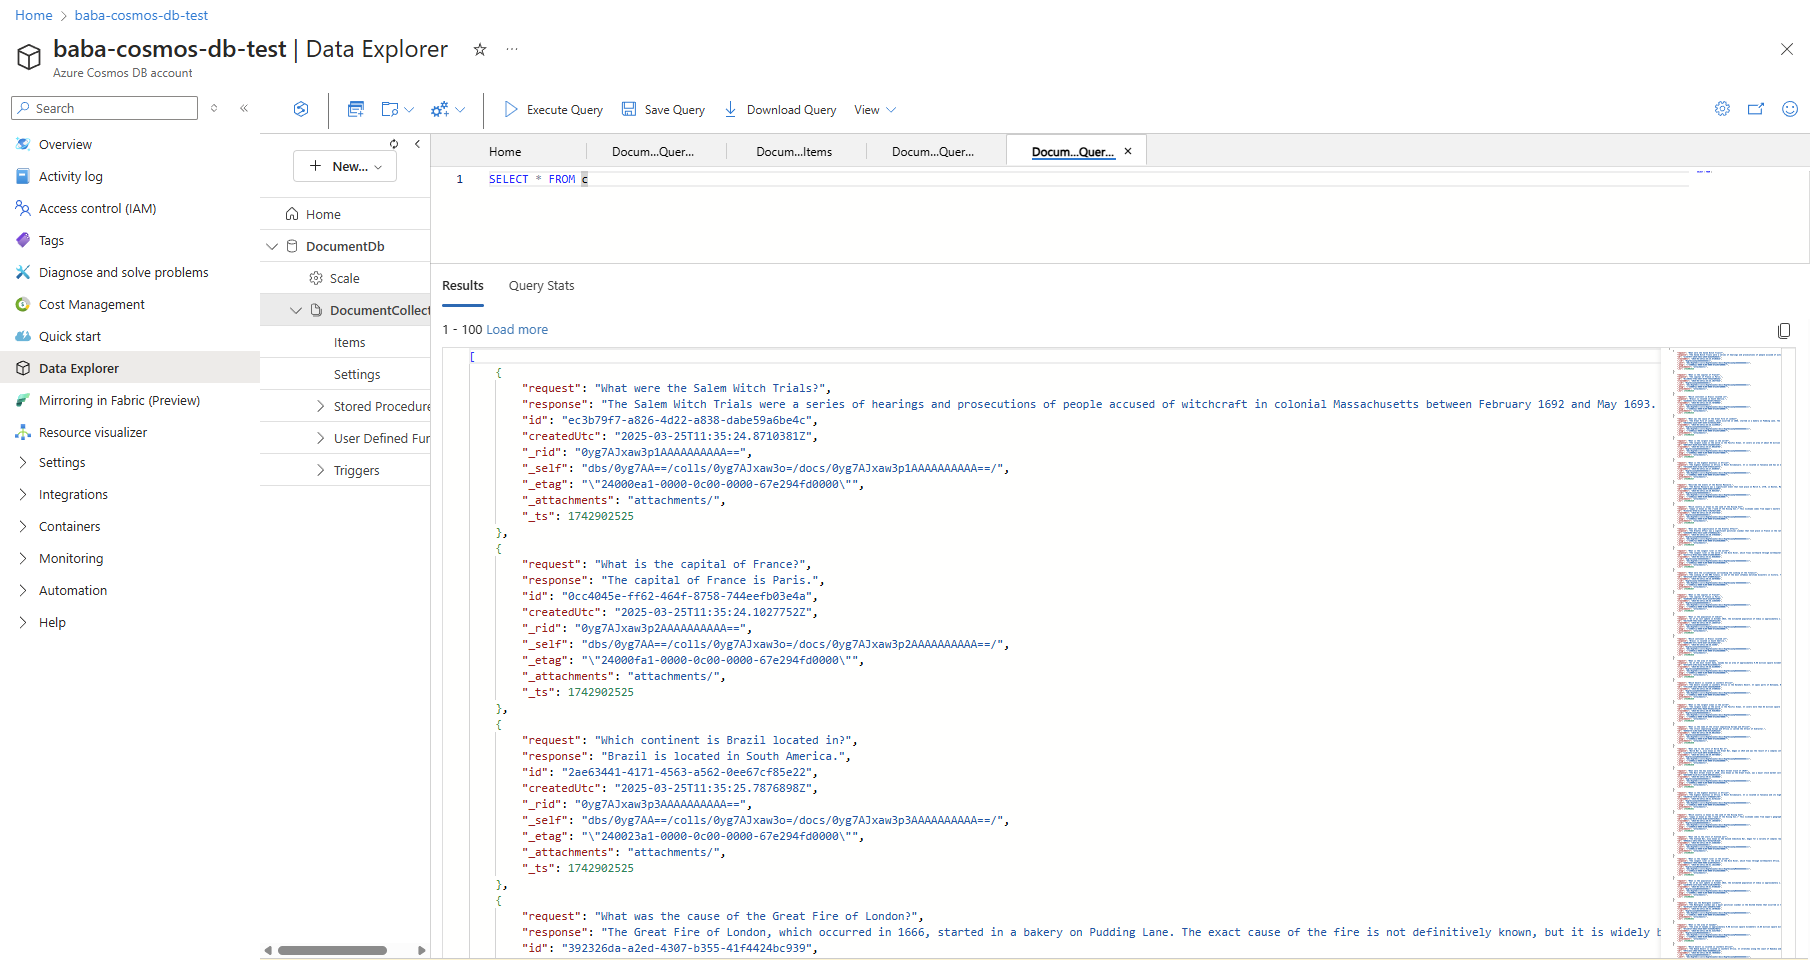 Home > baba-cosmos-db-test
baba-cosmos-db-test | Data Explorer
Azure Cosmos DB account
Search
Overview
Activity log
Access control (IAM)
Tags
Diagnose and solve problems
Cost Management
Quick start
Data Explorer
Mirroring in Fabric (Preview)
Resource visualizer
Settings
Integrations
Containers
Monitoring
Automation
Help
Execute Query Save Query Download Query View
+ New...
Home
DocumentDb
Scale
DocumentCollect
Items
Settings
Stored Procedure
User Defined Fur
Triggers
Home Docum...Quer... Docum...Items Docum...Quer... Docum...Quer...
1 SELECT * FROM c
Results Query Stats
1 - 100 Load more
[
{
"request": "What were the Salem Witch Trials?",
"response": "The Salem Witch Trials were a series of hearings and prosecutions of people accused of witchcraft in colonial Massachusetts between February 1692 and May 1693.
"id": "ec3b79f7-a826-4d22-a838-dabe59a6be4c",
"createdUtc": "2025-03-25T11:35:24.8710381Z",
"_rid": "0yg7AJxaw3p1AAAAAAAAAA==",
"_self": "dbs/0yg7AA==/colls/0yg7AJxaw3o=/docs/0yg7AJxaw3p1AAAAAAAAAA==/",
"_etag": "\"24000ea1-0000-0c00-0000-67e294fd0000\"",
"_attachments": "attachments/",
"_ts": 1742902525
},
{
"request": "What is the capital of France?",
"response": "The capital of France is Paris.",
"id": "0cc4045e-ff62-464f-8758-744eefb03e4a",
"createdUtc": "2025-03-25T11:35:24.1027752Z",
"_rid": "0yg7AJxaw3p2AAAAAAAAAA==",
"_self": "dbs/0yg7AA==/colls/0yg7AJxaw3o=/docs/0yg7AJxaw3p2AAAAAAAAAA==/",
"_etag": "\"24000fa1-0000-0c00-0000-67e294fd0000\"",
"_attachments": "attachments/",
"_ts": 1742902525
},
{
"request": "Which continent is Brazil located in?",
"response": "Brazil is located in South America.",
"id": "2ae63441-4171-4563-a562-0ee67cf85e22",
"createdUtc": "2025-03-25T11:35:25.7876898Z",
"_rid": "0yg7AJxaw3p3AAAAAAAAAA==",
"_self": "dbs/0yg7AA==/colls/0yg7AJxaw3o=/docs/0yg7AJxaw3p3AAAAAAAAAA==/",
"_etag": "\"240023a1-0000-0c00-0000-67e294fd0000\"",
"_attachments": "attachments/",
"_ts": 1742902525
},
{
"request": "What was the cause of the Great Fire of London?",
"response": "The Great Fire of London, which occurred in 1666, started in a bakery on Pudding Lane. The exact cause of the fire is not definitively known, but it is widely b
"id": "392326da-a2ed-4307-b355-41f4424bc939",